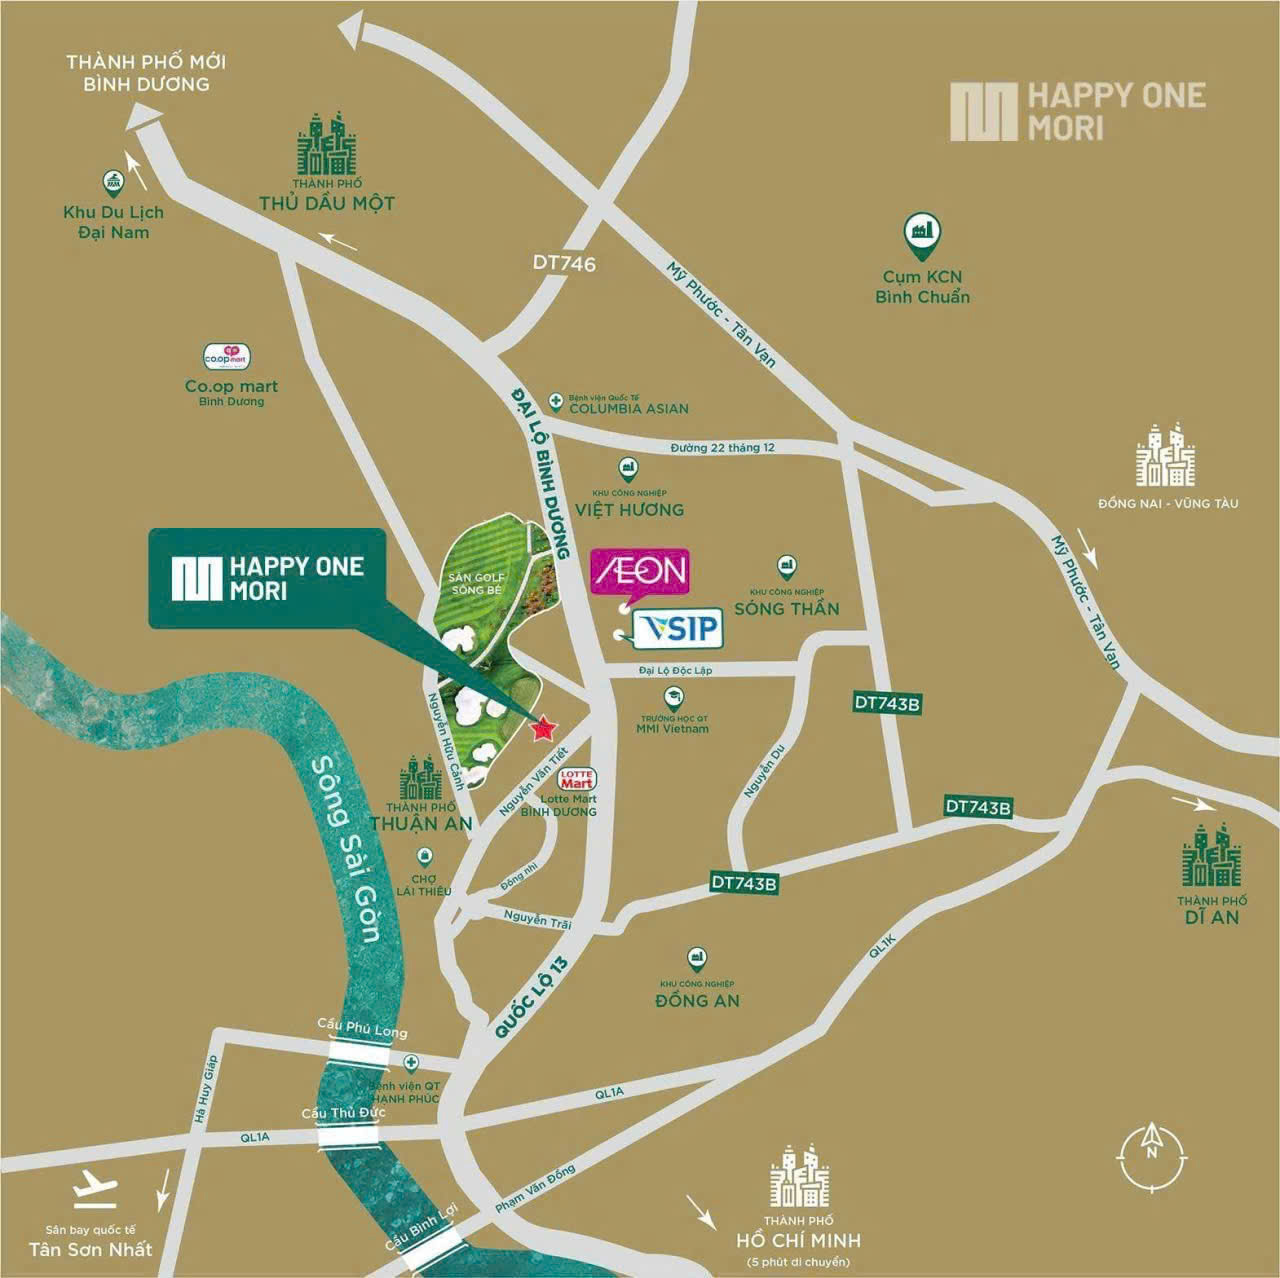 THÀNH PHỐ MỚI
BÌNH DƯƠNG
HAPPY ONE
MORI
THÀNH PHỐ
THỦ DẦU MỘT
Khu Du Lịch
Đại Nam
DT746
Mỹ Phước - Tân Vạn
Cụm KCN
Bình Chuẩn
co.opmart
Co.op mart
Bình Dương
ĐẠI LỘ BÌNH DƯƠNG
Bệnh viện Quốc Tế
COLUMBIA ASIAN
Đường 22 tháng 12
KHU CÔNG NGHIỆP
VIỆT HƯƠNG
ĐỒNG NAI - VŨNG TÀU
HAPPY ONE
MORI
SÂN GOLF
SÔNG BÉ
ÆON
VSIP
KHU CÔNG NGHIỆP
SÓNG THẦN
Mỹ Phước - Tân Vạn
Đại Lộ Độc Lập
TRƯỜNG HỌC QT
MMI Vietnam
DT743B
Nguyễn Hữu Cảnh
Nguyễn Văn Tiết
Nguyễn Du
LOTTE
Mart
Lotte Mart
BÌNH DƯƠNG
THÀNH PHỐ
THUẬN AN
DT743B
Sông Sài Gòn
CHỢ
LÁI THIÊU
Đông nhi
DT743B
Nguyễn Trãi
THÀNH PHỐ
DĨ AN
QL1K
QUỐC LỘ 13
KHU CÔNG NGHIỆP
ĐỒNG AN
Cầu Phú Long
Hà Huy Giáp
Bệnh viện QT
HẠNH PHÚC
QL1A
Cầu Thủ Đức
QL1A
N
Phạm Văn Đồng
Cầu Bình Lợi
Sân bay quốc tế
Tân Sơn Nhất
THÀNH PHỐ
HỒ CHÍ MINH
(5 phút di chuyển)